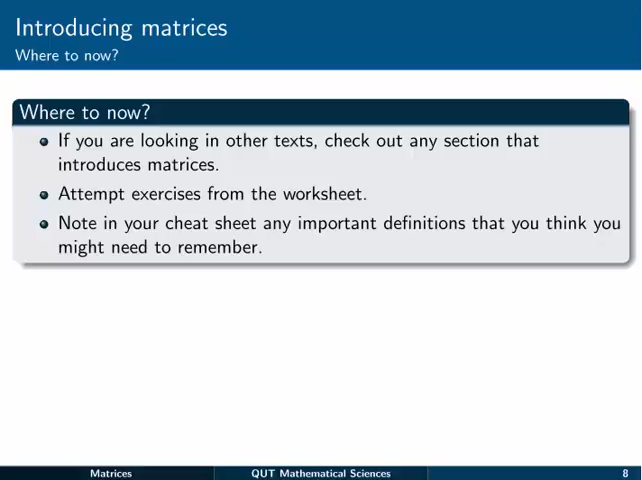 Introducing matrices
Where to now?
Where to now?
If you are looking in other texts, check out any section that
introduces matrices.
Attempt exercises from the worksheet.
Note in your cheat sheet any important definitions that you think you
might need to remember.
Matrices QUT Mathematical Sciences 8